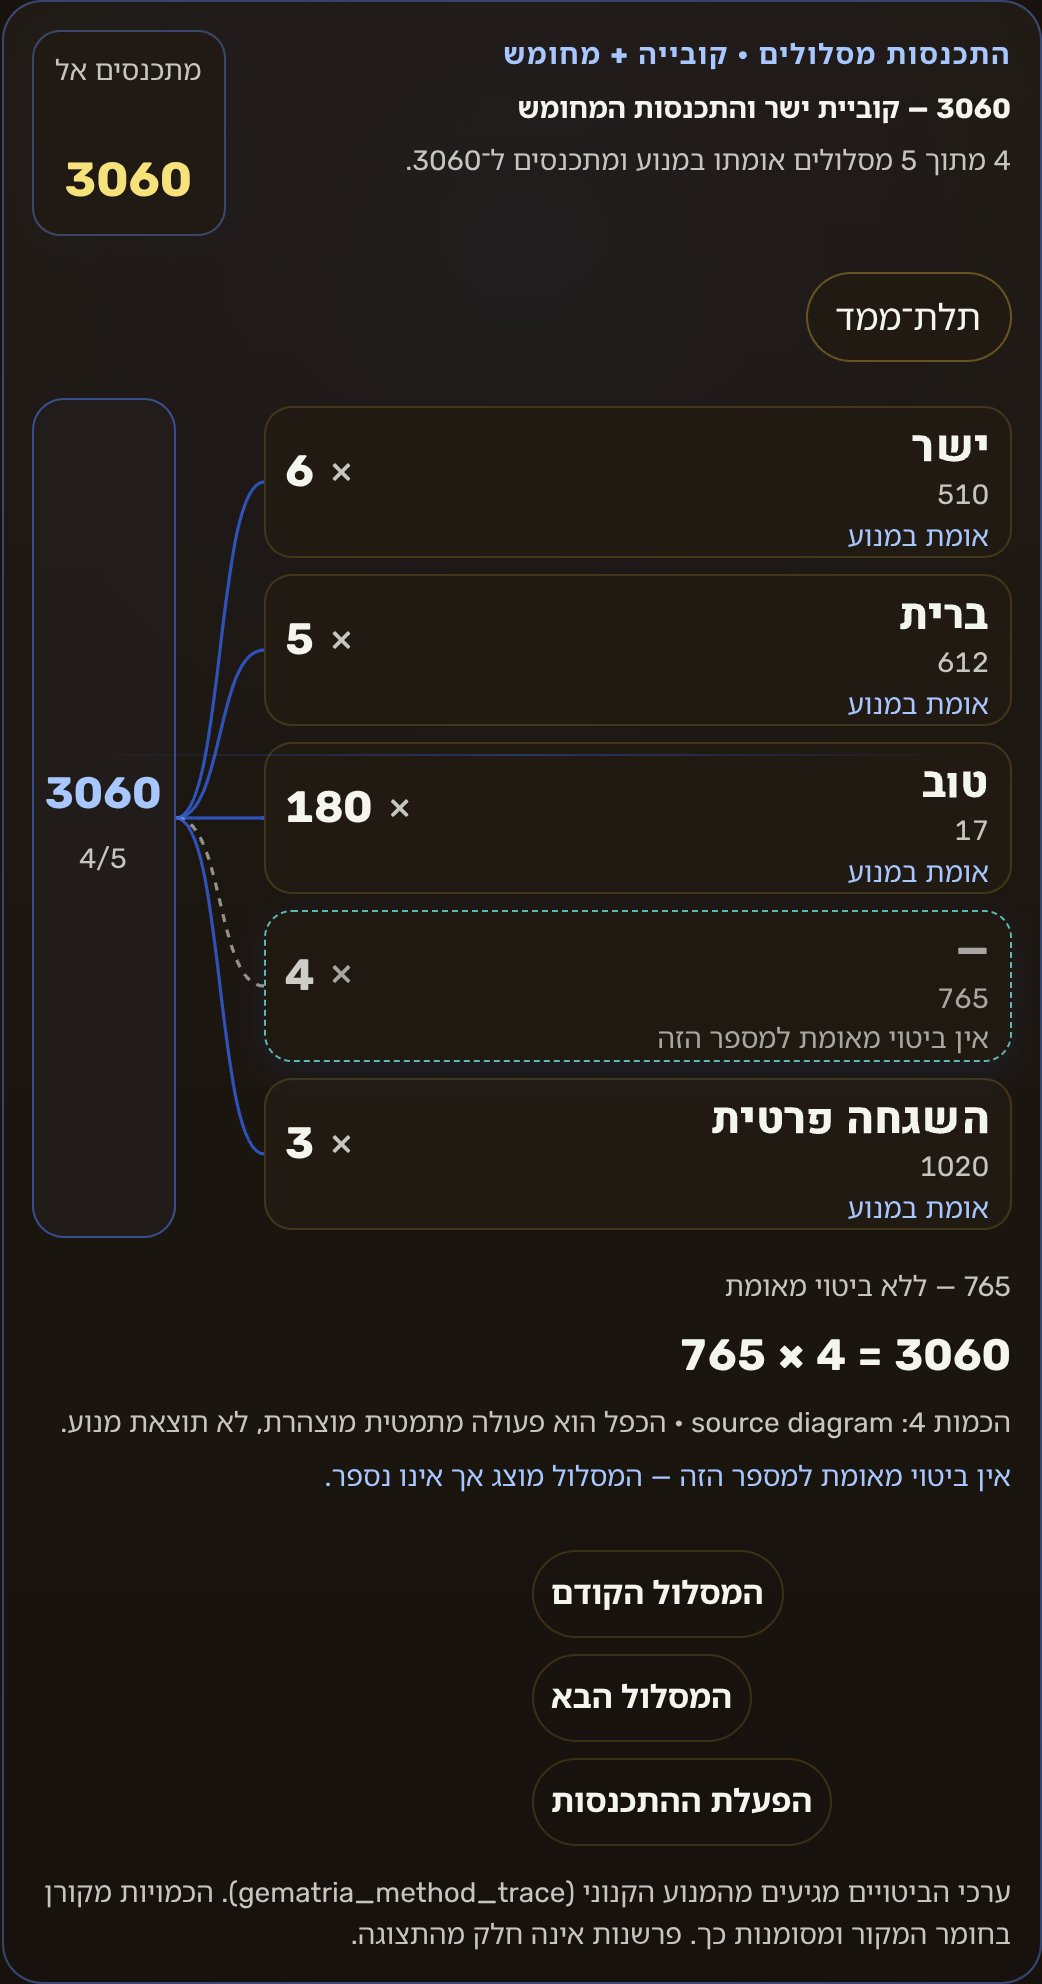 התכנסות מסלולים • קובייה + מחומש
3060 – קוביית ישר והתכנסות המחומש
4 מתוך 5 מסלולים אומתו במנוע ומתכנסים ל־3060.
מתכנסים אל
3060
תלת־ממד
ישר
510
אומת במנוע
× 6
ברית
612
אומת במנוע
× 5
טוב
17
אומת במנוע
× 180
—
765
אין ביטוי מאומת למספר הזה
× 4
השגחה פרטית
1020
אומת במנוע
× 3
3060
4/5
765 – ללא ביטוי מאומת
765 × 4 = 3060
הכמות 4: source diagram • הכפל הוא פעולה מתמטית מוצהרת, לא תוצאת מנוע.
אין ביטוי מאומת למספר הזה – המסלול מוצג אך אינו נספר.
המסלול הקודם
המסלול הבא
הפעלת ההתכנסות
ערכי הביטויים מגיעים מהמנוע הקנוני (gematria_method_trace). הכמויות מקורן
בחומר המקור ומסומנות כך. פרשנות אינה חלק מהתצוגה.